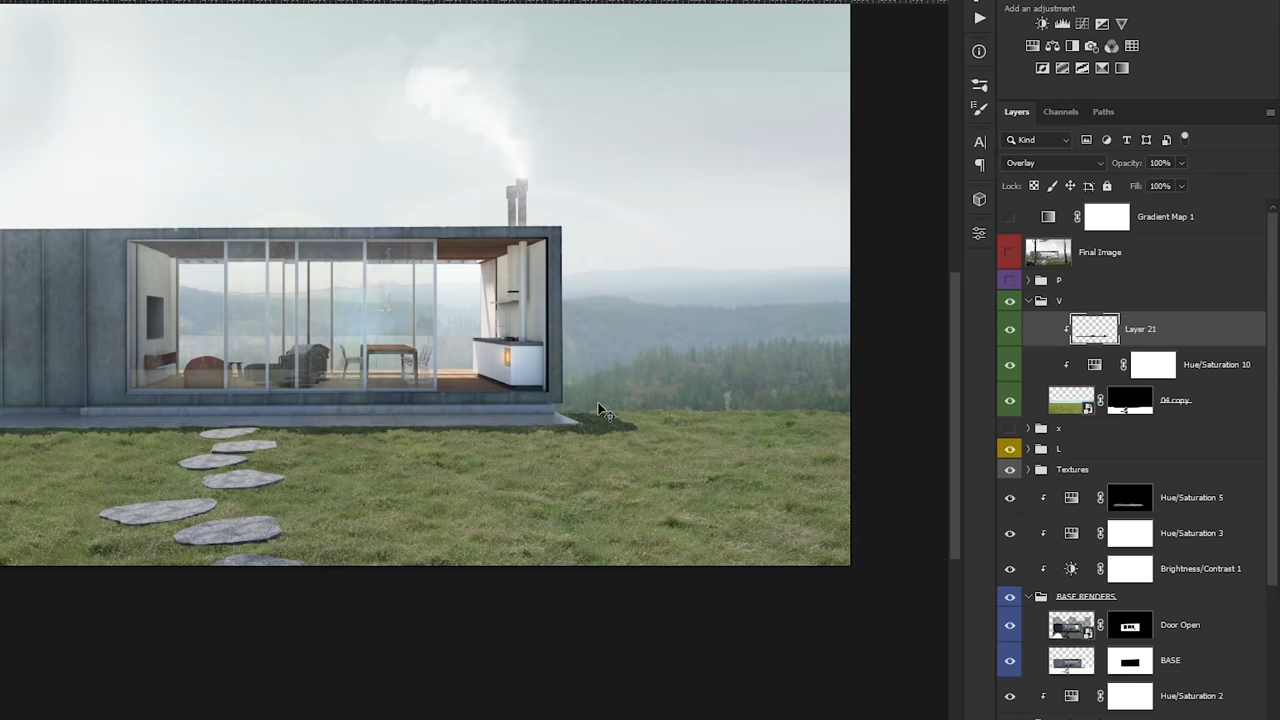 Add an adjustment
Layers Channels Paths
Kind
Overlay Opacity: 100%
Lock: Fill: 100%
Gradient Map 1
Final Image
P
V
Layer 21
Hue/Saturation 10
06 copy
x
L
Textures
Hue/Saturation 5
Hue/Saturation 3
Brightness/Contrast 1
BASE RENDERS
Door Open
BASE
Hue/Saturation 2